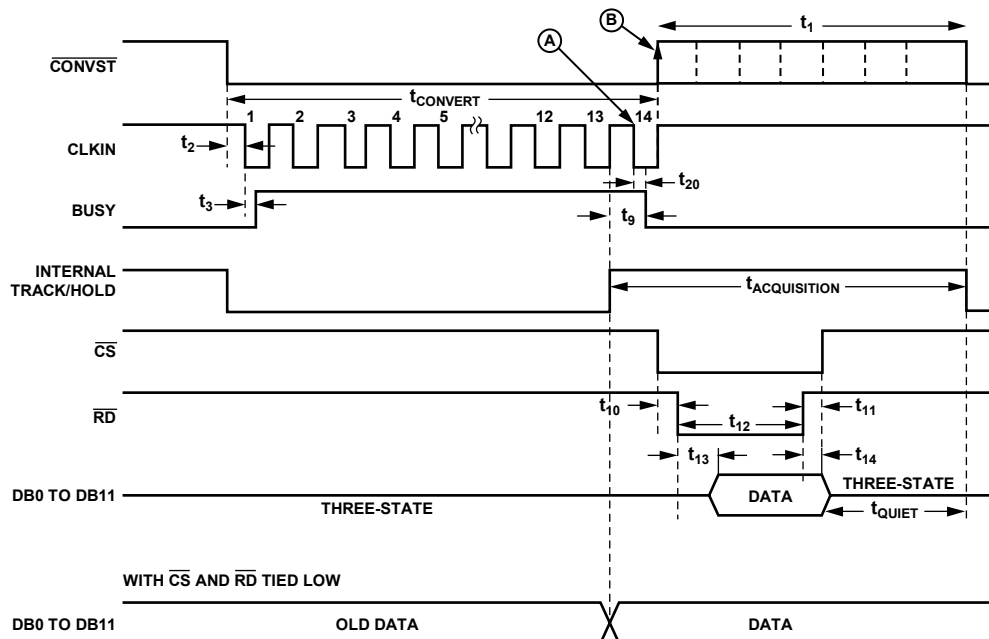 B
t1
A
CONVST
tCONVERT
1 2 3 4 5 12 13 14
CLKIN
t2
t20
t3
BUSY
t9
INTERNAL
TRACK/HOLD
tACQUISITION
CS
RD
t10
t12
t11
t13
t14
DB0 TO DB11
THREE-STATE
DATA
THREE-STATE
tQUIET
WITH CS AND RD TIED LOW
DB0 TO DB11
OLD DATA
DATA